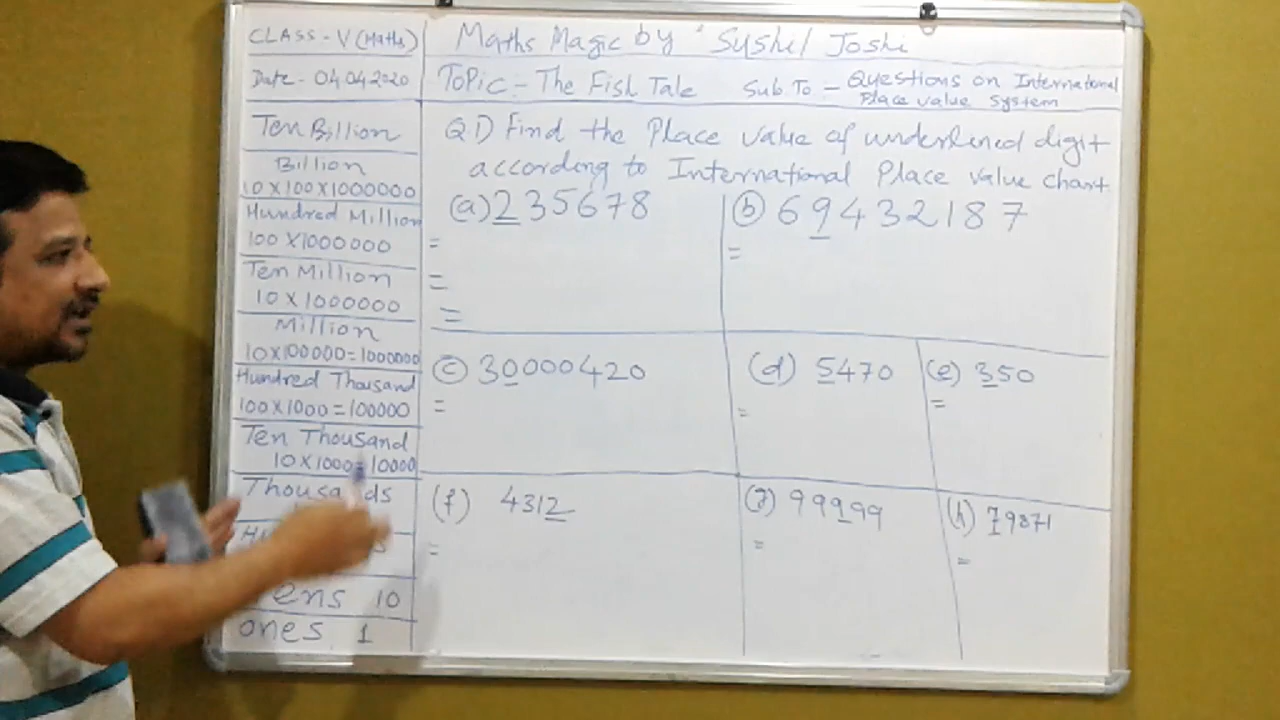 CLASS - V (Maths)
Date - 04.04.2020
Ten Billion
Billion
10 X 100 X 1000000
Hundred Million
100 X 1000000
Ten Million
10 X 1000000
Million
10 X 100000 = 1000000
Hundred Thousand
100 X 1000 = 100000
Ten Thousand
10 X 1000 = 10000
Thousands
Tens 10
ones 1
Maths Magic by Sushil Joshi
Topic - The Fish Tale Sub.To - Questions on International
Place value System
Q.1) Find the Place value of underlined digit
according to International Place value chart
(a) 235678
=
=
=
(b) 69432187
=
(c) 30000420
=
(d) 5470
=
(e) 350
=
(f) 4312
=
(g) 99999
=
(h) 79871
=